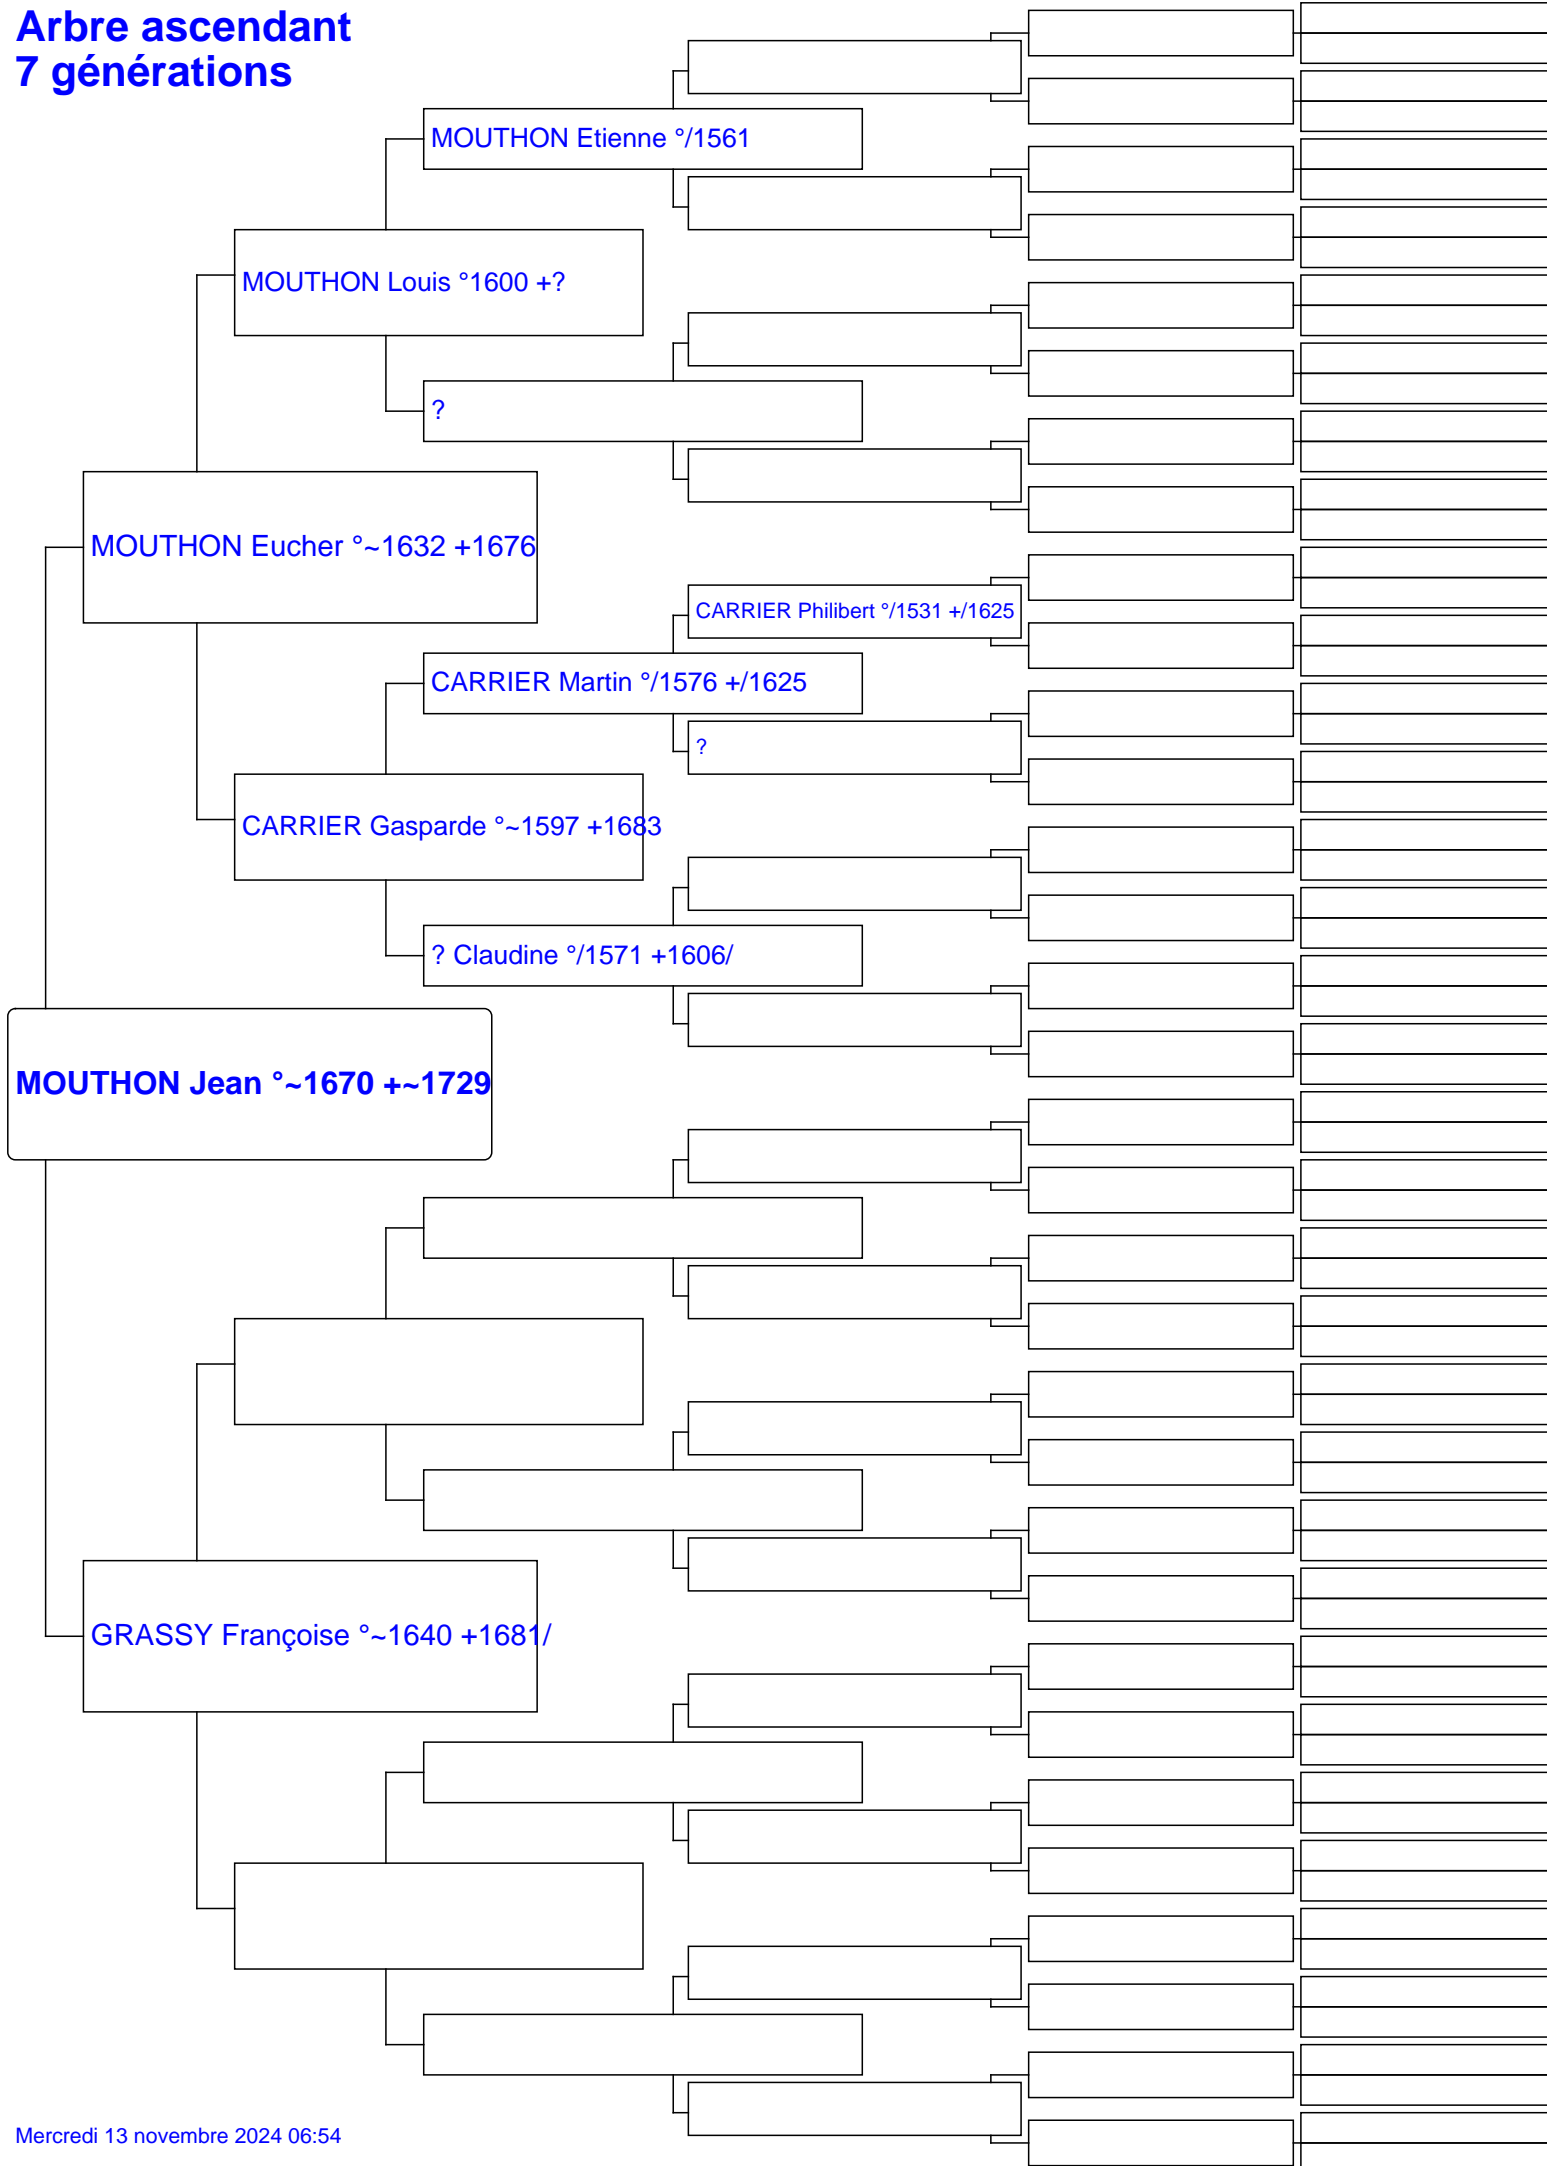 Arbre ascendant
7 générations
MOUTHON Etienne °/1561
MOUTHON Louis °1600 +?
?
MOUTHON Eucher °~1632 +1676
CARRIER Philibert °/1531 +/1625
CARRIER Martin °/1576 +/1625
?
CARRIER Gasparde °~1597 +1683
? Claudine °/1571 +1606/
MOUTHON Jean °~1670 +~1729
GRASSY Françoise °~1640 +1681/
Mercredi 13 novembre 2024 06:54